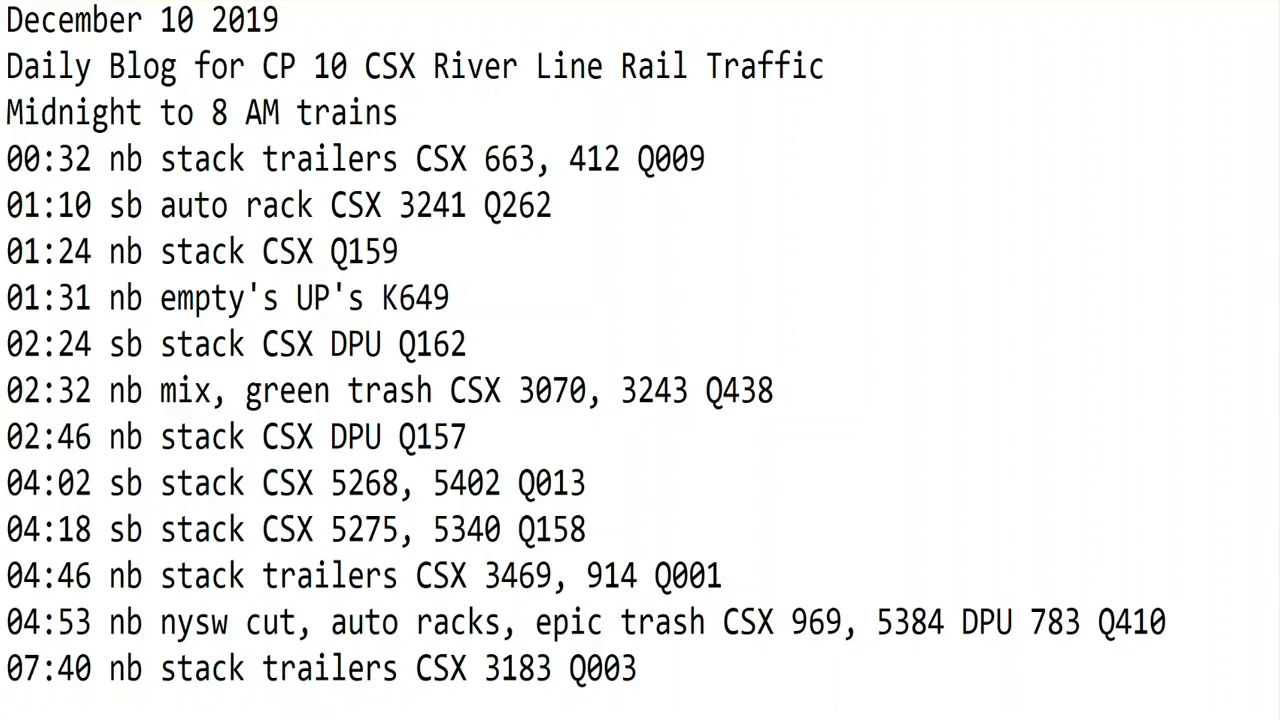 December 10 2019
Daily Blog for CP 10 CSX River Line Rail Traffic
Midnight to 8 AM trains
00:32 nb stack trailers CSX 663, 412 Q009
01:10 sb auto rack CSX 3241 Q262
01:24 nb stack CSX Q159
01:31 nb empty's UP's K649
02:24 sb stack CSX DPU Q162
02:32 nb mix, green trash CSX 3070, 3243 Q438
02:46 nb stack CSX DPU Q157
04:02 sb stack CSX 5268, 5402 Q013
04:18 sb stack CSX 5275, 5340 Q158
04:46 nb stack trailers CSX 3469, 914 Q001
04:53 nb nysw cut, auto racks, epic trash CSX 969, 5384 DPU 783 Q410
07:40 nb stack trailers CSX 3183 Q003